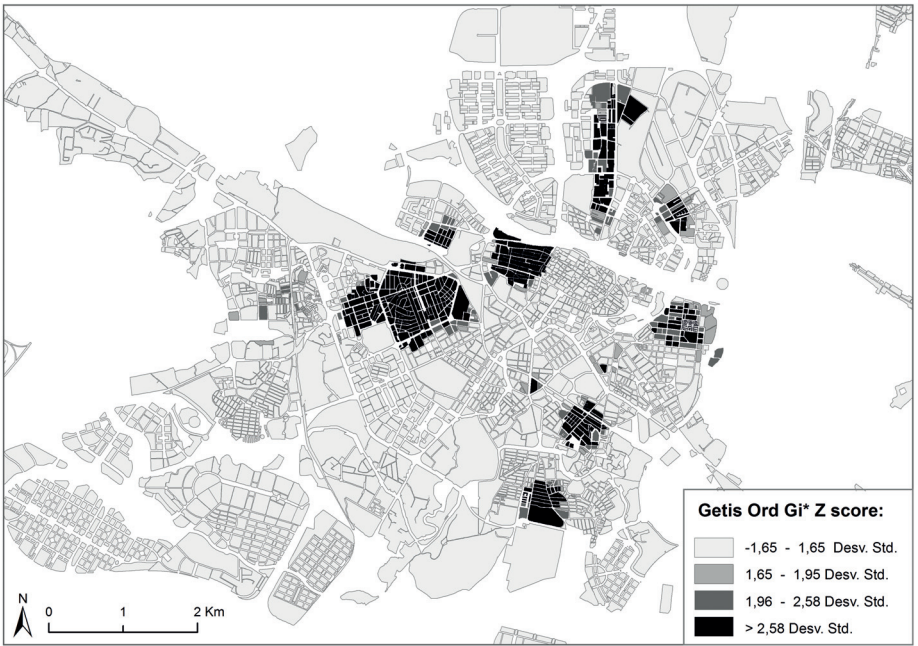 Getis Ord Gi* Z score:
-1,65 - 1,65 Desv. Std.
1,65 - 1,95 Desv. Std.
1,96 - 2,58 Desv. Std.
> 2,58 Desv. Std.
N
0 1 2 Km